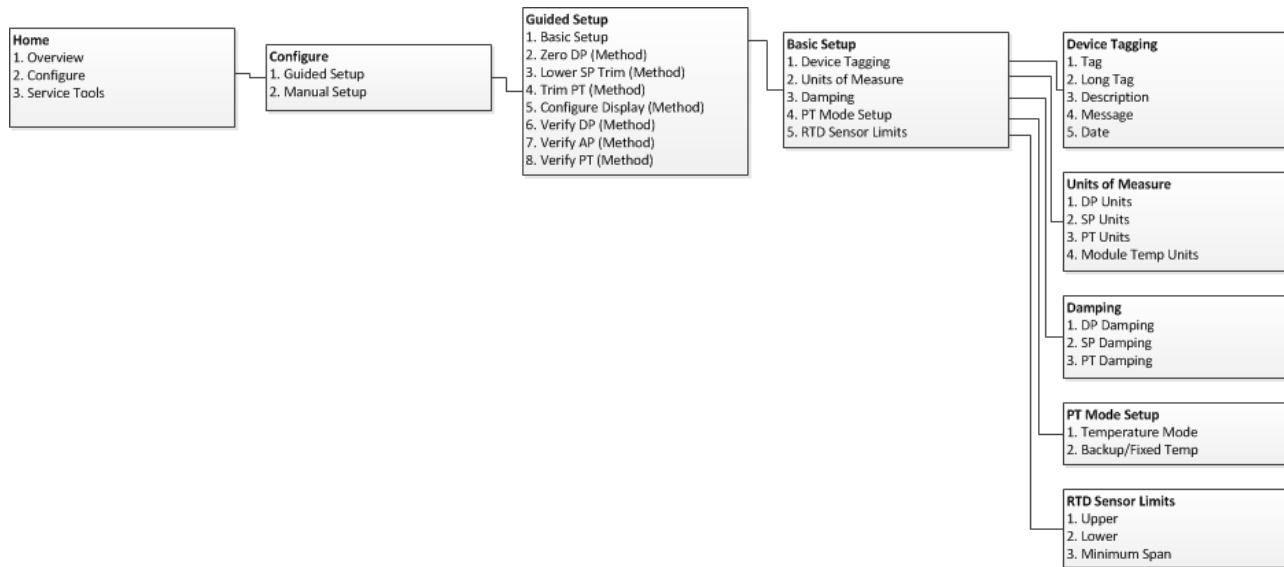 Home
1. Overview
2. Configure
3. Service Tools
Configure
1. Guided Setup
2. Manual Setup
Guided Setup
1. Basic Setup
2. Zero DP (Method)
3. Lower SP Trim (Method)
4. Trim PT (Method)
5. Configure Display (Method)
6. Verify DP (Method)
7. Verify AP (Method)
8. Verify PT (Method)
Basic Setup
1. Device Tagging
2. Units of Measure
3. Damping
4. PT Mode Setup
5. RTD Sensor Limits
Device Tagging
1. Tag
2. Long Tag
3. Description
4. Message
5. Date
Units of Measure
1. DP Units
2. SP Units
3. PT Units
4. Module Temp Units
Damping
1. DP Damping
2. SP Damping
3. PT Damping
PT Mode Setup
1. Temperature Mode
2. Backup/Fixed Temp
RTD Sensor Limits
1. Upper
2. Lower
3. Minimum Span